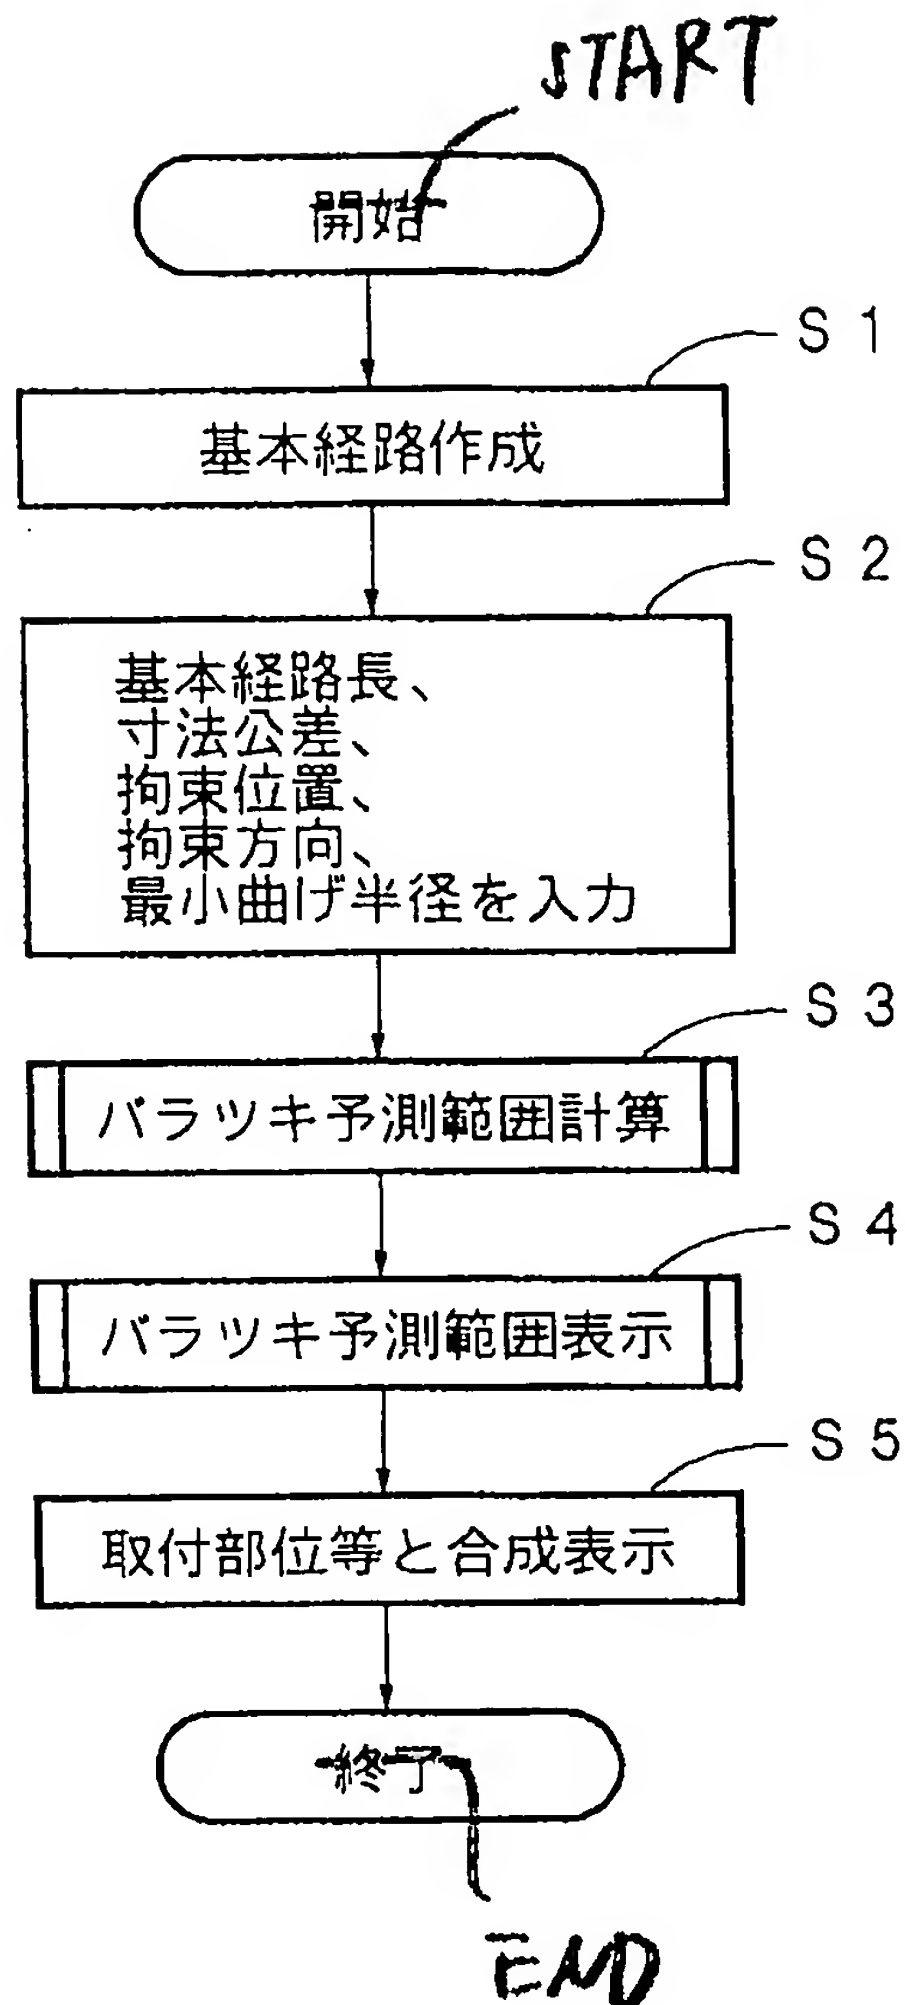 START
開始
S 1
基本経路作成
S 2
基本経路長、
寸法公差、
拘束位置、
拘束方向、
最小曲げ半径を入力
S 3
バラツキ予測範囲計算
S 4
バラツキ予測範囲表示
S 5
取付部位等と合成表示
終了
END